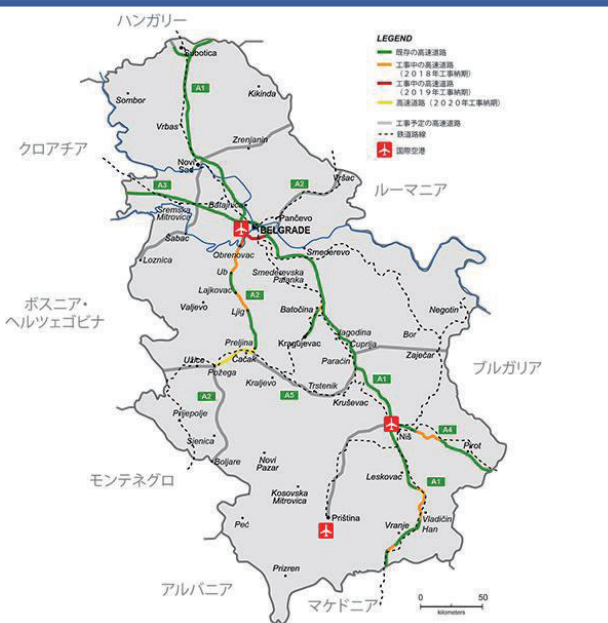 ハンガリー
LEGEND
既存の高速道路
工事中の高速道路
(2018年工事納期)
工事中の高速道路
(2019年工事納期)
高速道路(2020年工事納期)
工事予定の高速道路
鉄道路線
国際空港
Subotica
A1
Sombor
Kikinda
Vrbas
Zrenjanin
クロアチア
Novi
Sad
A3
A2
Vršac
ルーマニア
Sremska
Mitrovica
Batajnica
Pančevo
BELGRADE
Šabac
Obrenovac
Smederevo
Loznica
Ub
Smederevska
Palanka
ボスニア・
ヘルツェゴビナ
Lajkovac
A2
Valjevo
Ljig
Batočina
Negotin
Jagodina
Bor
Preljina
Kragujevac
Ćuprija
Užice
Čačak
Paraćin
Zaječar
ブルガリア
Požega
Kraljevo
Trstenik
A1
A2
A5
Kruševac
Prijepolje
A4
Niš
Pirot
Sjenica
Boljare
Novi
Pazar
Leskovac
A1
モンテネグロ
Kosovska
Mitrovica
Peć
Priština
Vranje
Vladičin
Han
Prizren
アルバニア
マケドニア
0
50
kilometers